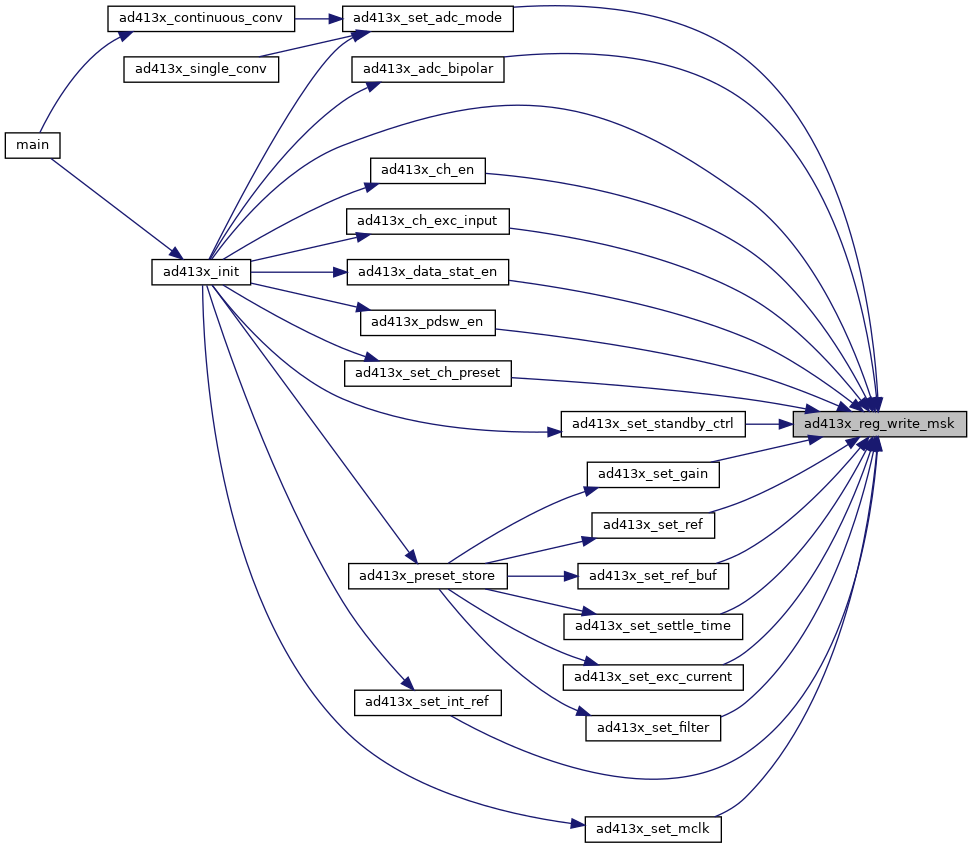 ad413x_continuous_conv
ad413x_set_adc_mode
ad413x_single_conv
ad413x_adc_bipolar
main
ad413x_ch_en
ad413x_ch_exc_input
ad413x_init
ad413x_data_stat_en
ad413x_pdsw_en
ad413x_set_ch_preset
ad413x_set_standby_ctrl
ad413x_reg_write_msk
ad413x_set_gain
ad413x_set_ref
ad413x_preset_store
ad413x_set_ref_buf
ad413x_set_settle_time
ad413x_set_exc_current
ad413x_set_int_ref
ad413x_set_filter
ad413x_set_mclk